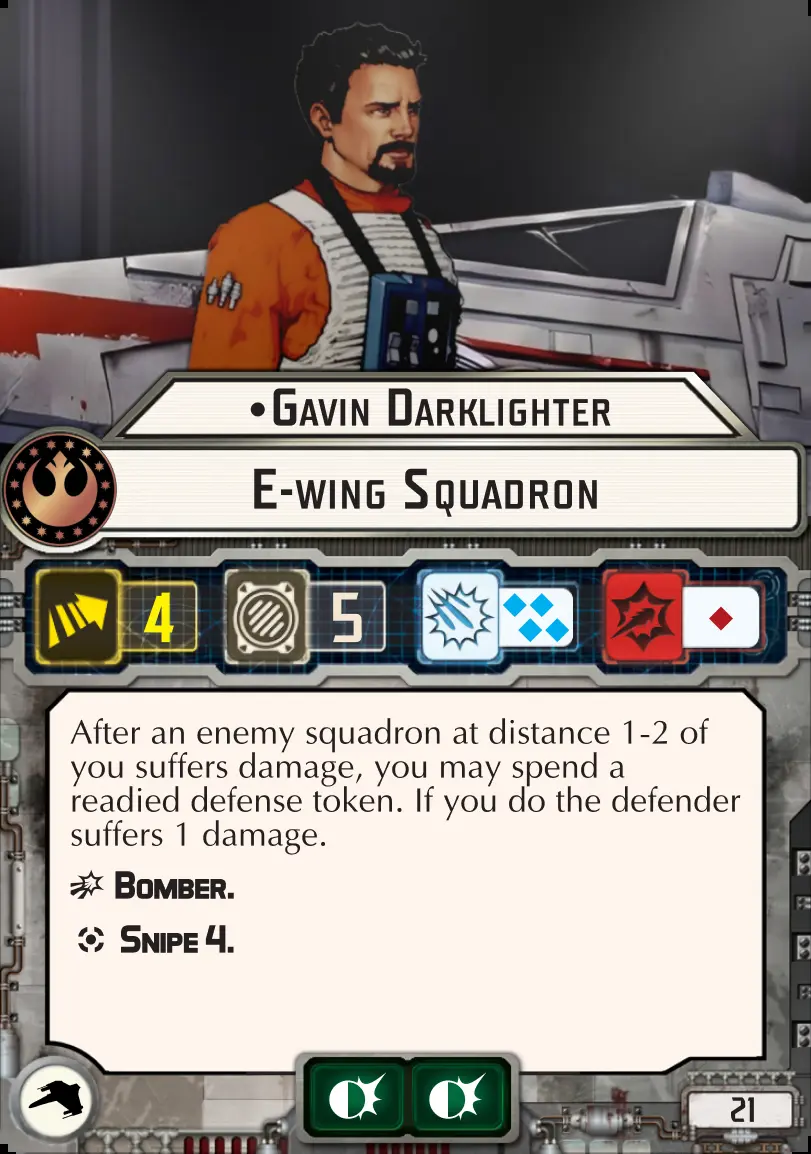 •Gavin Darklighter
E-wing Squadron
4 5
After an enemy squadron at distance 1-2 of
you suffers damage, you may spend a
readied defense token. If you do the defender
suffers 1 damage.
Bomber.
Snipe 4.
21